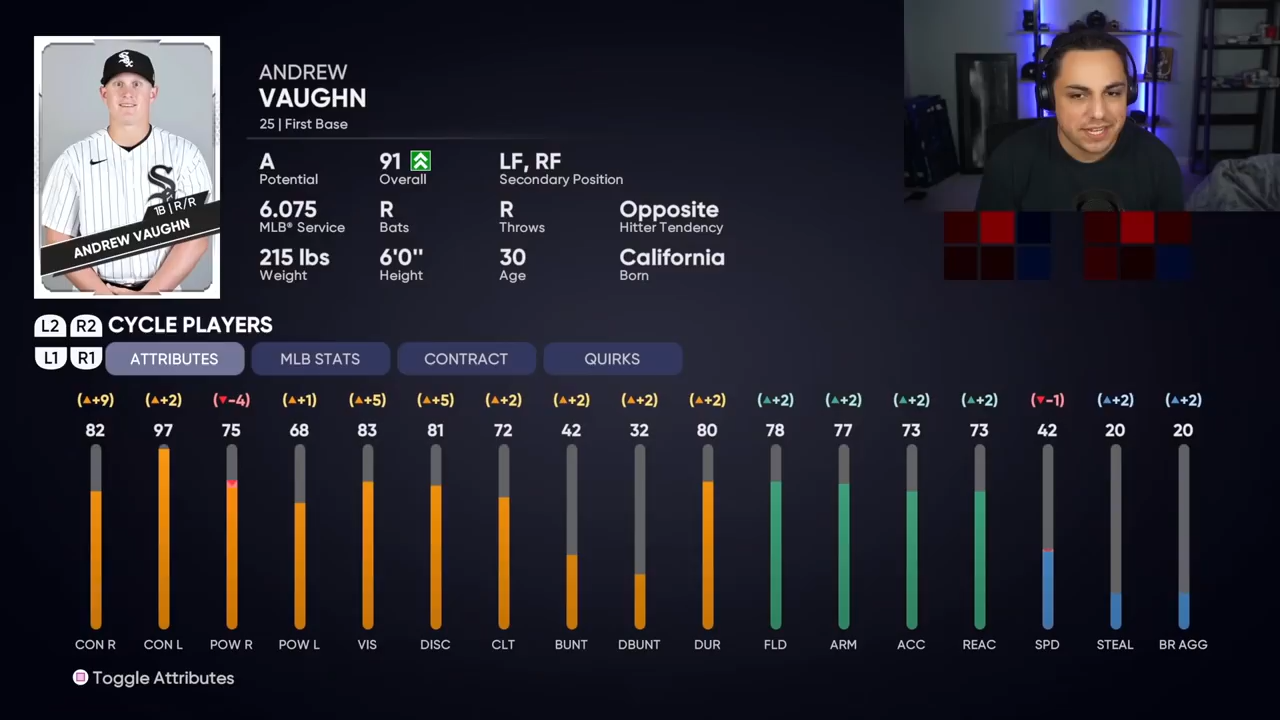 ANDREW
VAUGHN
25 | First Base
A 91 LF, RF
Potential Overall Secondary Position
6.075 R R Opposite
MLB® Service Bats Throws Hitter Tendency
215 lbs 6'0'' 30 California
Weight Height Age Born
1B | R/R
ANDREW VAUGHN
L2 R2 CYCLE PLAYERS
L1 R1 ATTRIBUTES MLB STATS CONTRACT QUIRKS
(▲+9) (▲+2) (▼-4) (▲+1) (▲+5) (▲+5) (▲+2) (▲+2) (▲+2) (▲+2) (▲+2) (▲+2) (▲+2) (▲+2) (▼-1) (▲+2) (▲+2)
82 97 75 68 83 81 72 42 32 80 78 77 73 73 42 20 20
CON R CON L POW R POW L VIS DISC CLT BUNT DBUNT DUR FLD ARM ACC REAC SPD STEAL BR AGG
Toggle Attributes